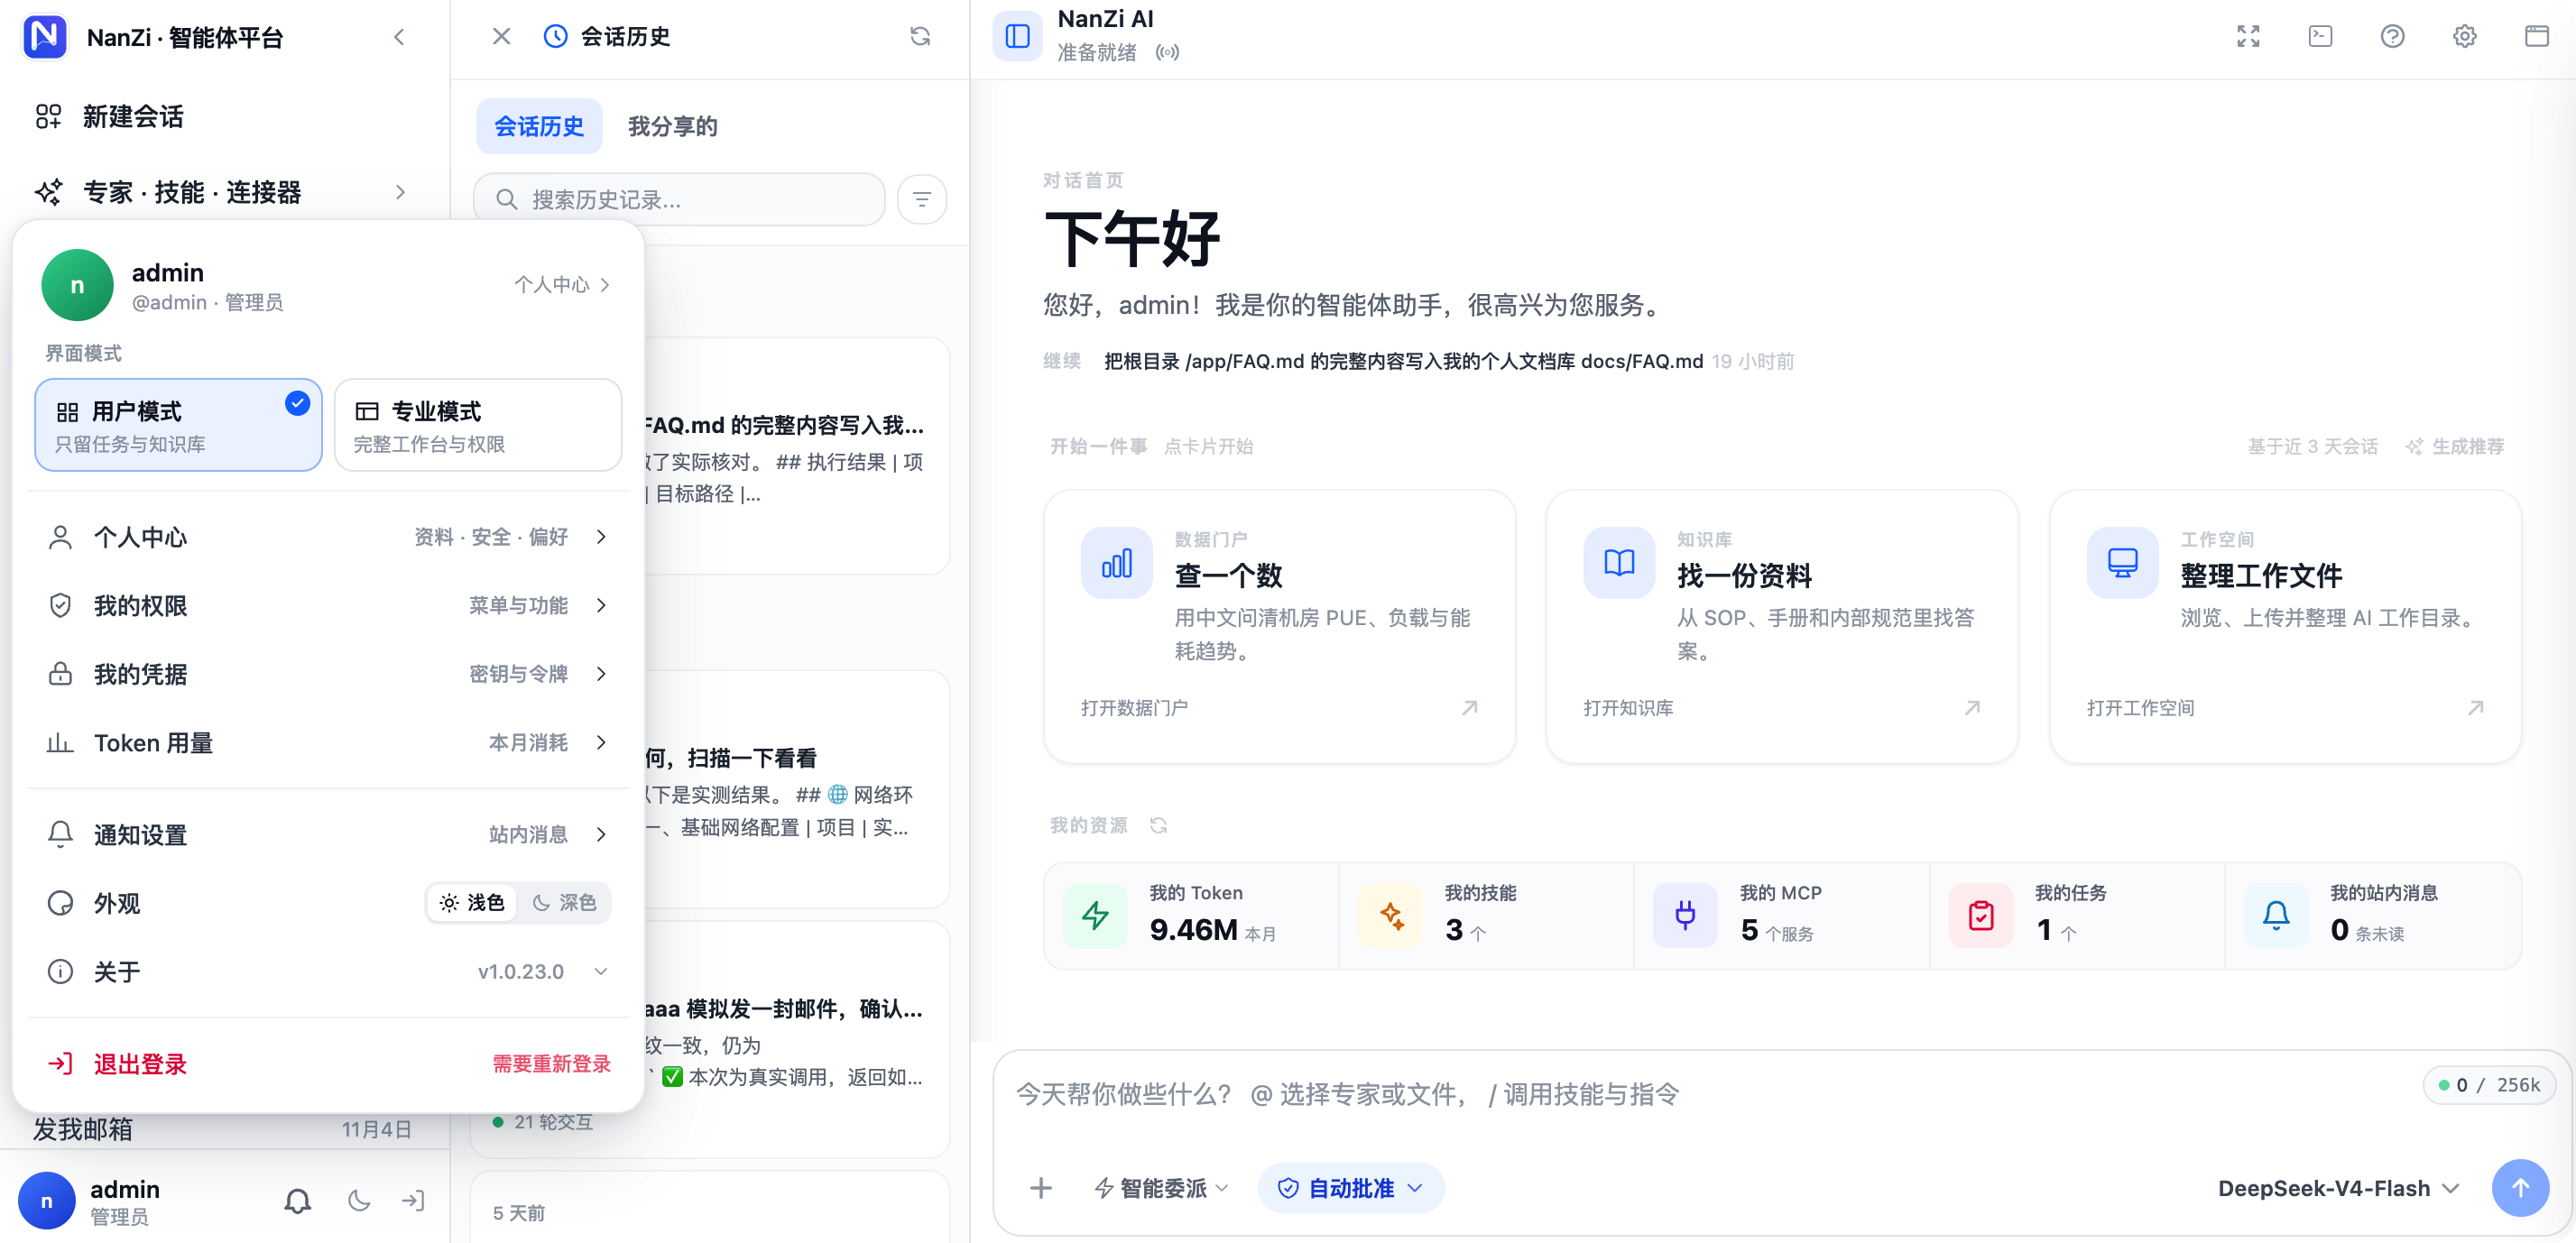 NanZi · 智能体平台
新建会话
专家 · 技能 · 连接器
admin
@admin · 管理员
个人中心
界面模式
用户模式
只留任务与知识库
专业模式
完整工作台与权限
个人中心
资料 · 安全 · 偏好
我的权限
菜单与功能
我的凭据
密钥与令牌
Token 用量
本月消耗
通知设置
站内消息
外观
浅色
深色
关于
v1.0.23.0
退出登录
需要重新登录
发我邮箱
11月4日
admin
管理员
会话历史
会话历史
我分享的
搜索历史记录...
FAQ.md 的完整内容写入我...
了实际核对。 ## 执行结果 | 项
| 目标路径 |...
何，扫描一下看看
以下是实测结果。 ## 🌐 网络环
一、基础网络配置 | 项目 | 实...
aaa 模拟发一封邮件，确认...
纹一致，仍为
` ✅ 本次为真实调用，返回如...
21 轮交互
5 天前
NanZi AI
准备就绪
对话首页
下午好
您好，admin！我是你的智能体助手，很高兴为您服务。
继续 把根目录 /app/FAQ.md 的完整内容写入我的个人文档库 docs/FAQ.md 19 小时前
开始一件事 点卡片开始
基于近 3 天会话 生成推荐
数据门户
查一个数
用中文问清机房 PUE、负载与能
耗趋势。
打开数据门户
知识库
找一份资料
从 SOP、手册和内部规范里找答
案。
打开知识库
工作空间
整理工作文件
浏览、上传并整理 AI 工作目录。
打开工作空间
我的资源
我的 Token
9.46M 本月
我的技能
3 个
我的 MCP
5 个服务
我的任务
1 个
我的站内消息
0 条未读
今天帮你做些什么？ @ 选择专家或文件， / 调用技能与指令
0 / 256k
智能委派
自动批准
DeepSeek-V4-Flash